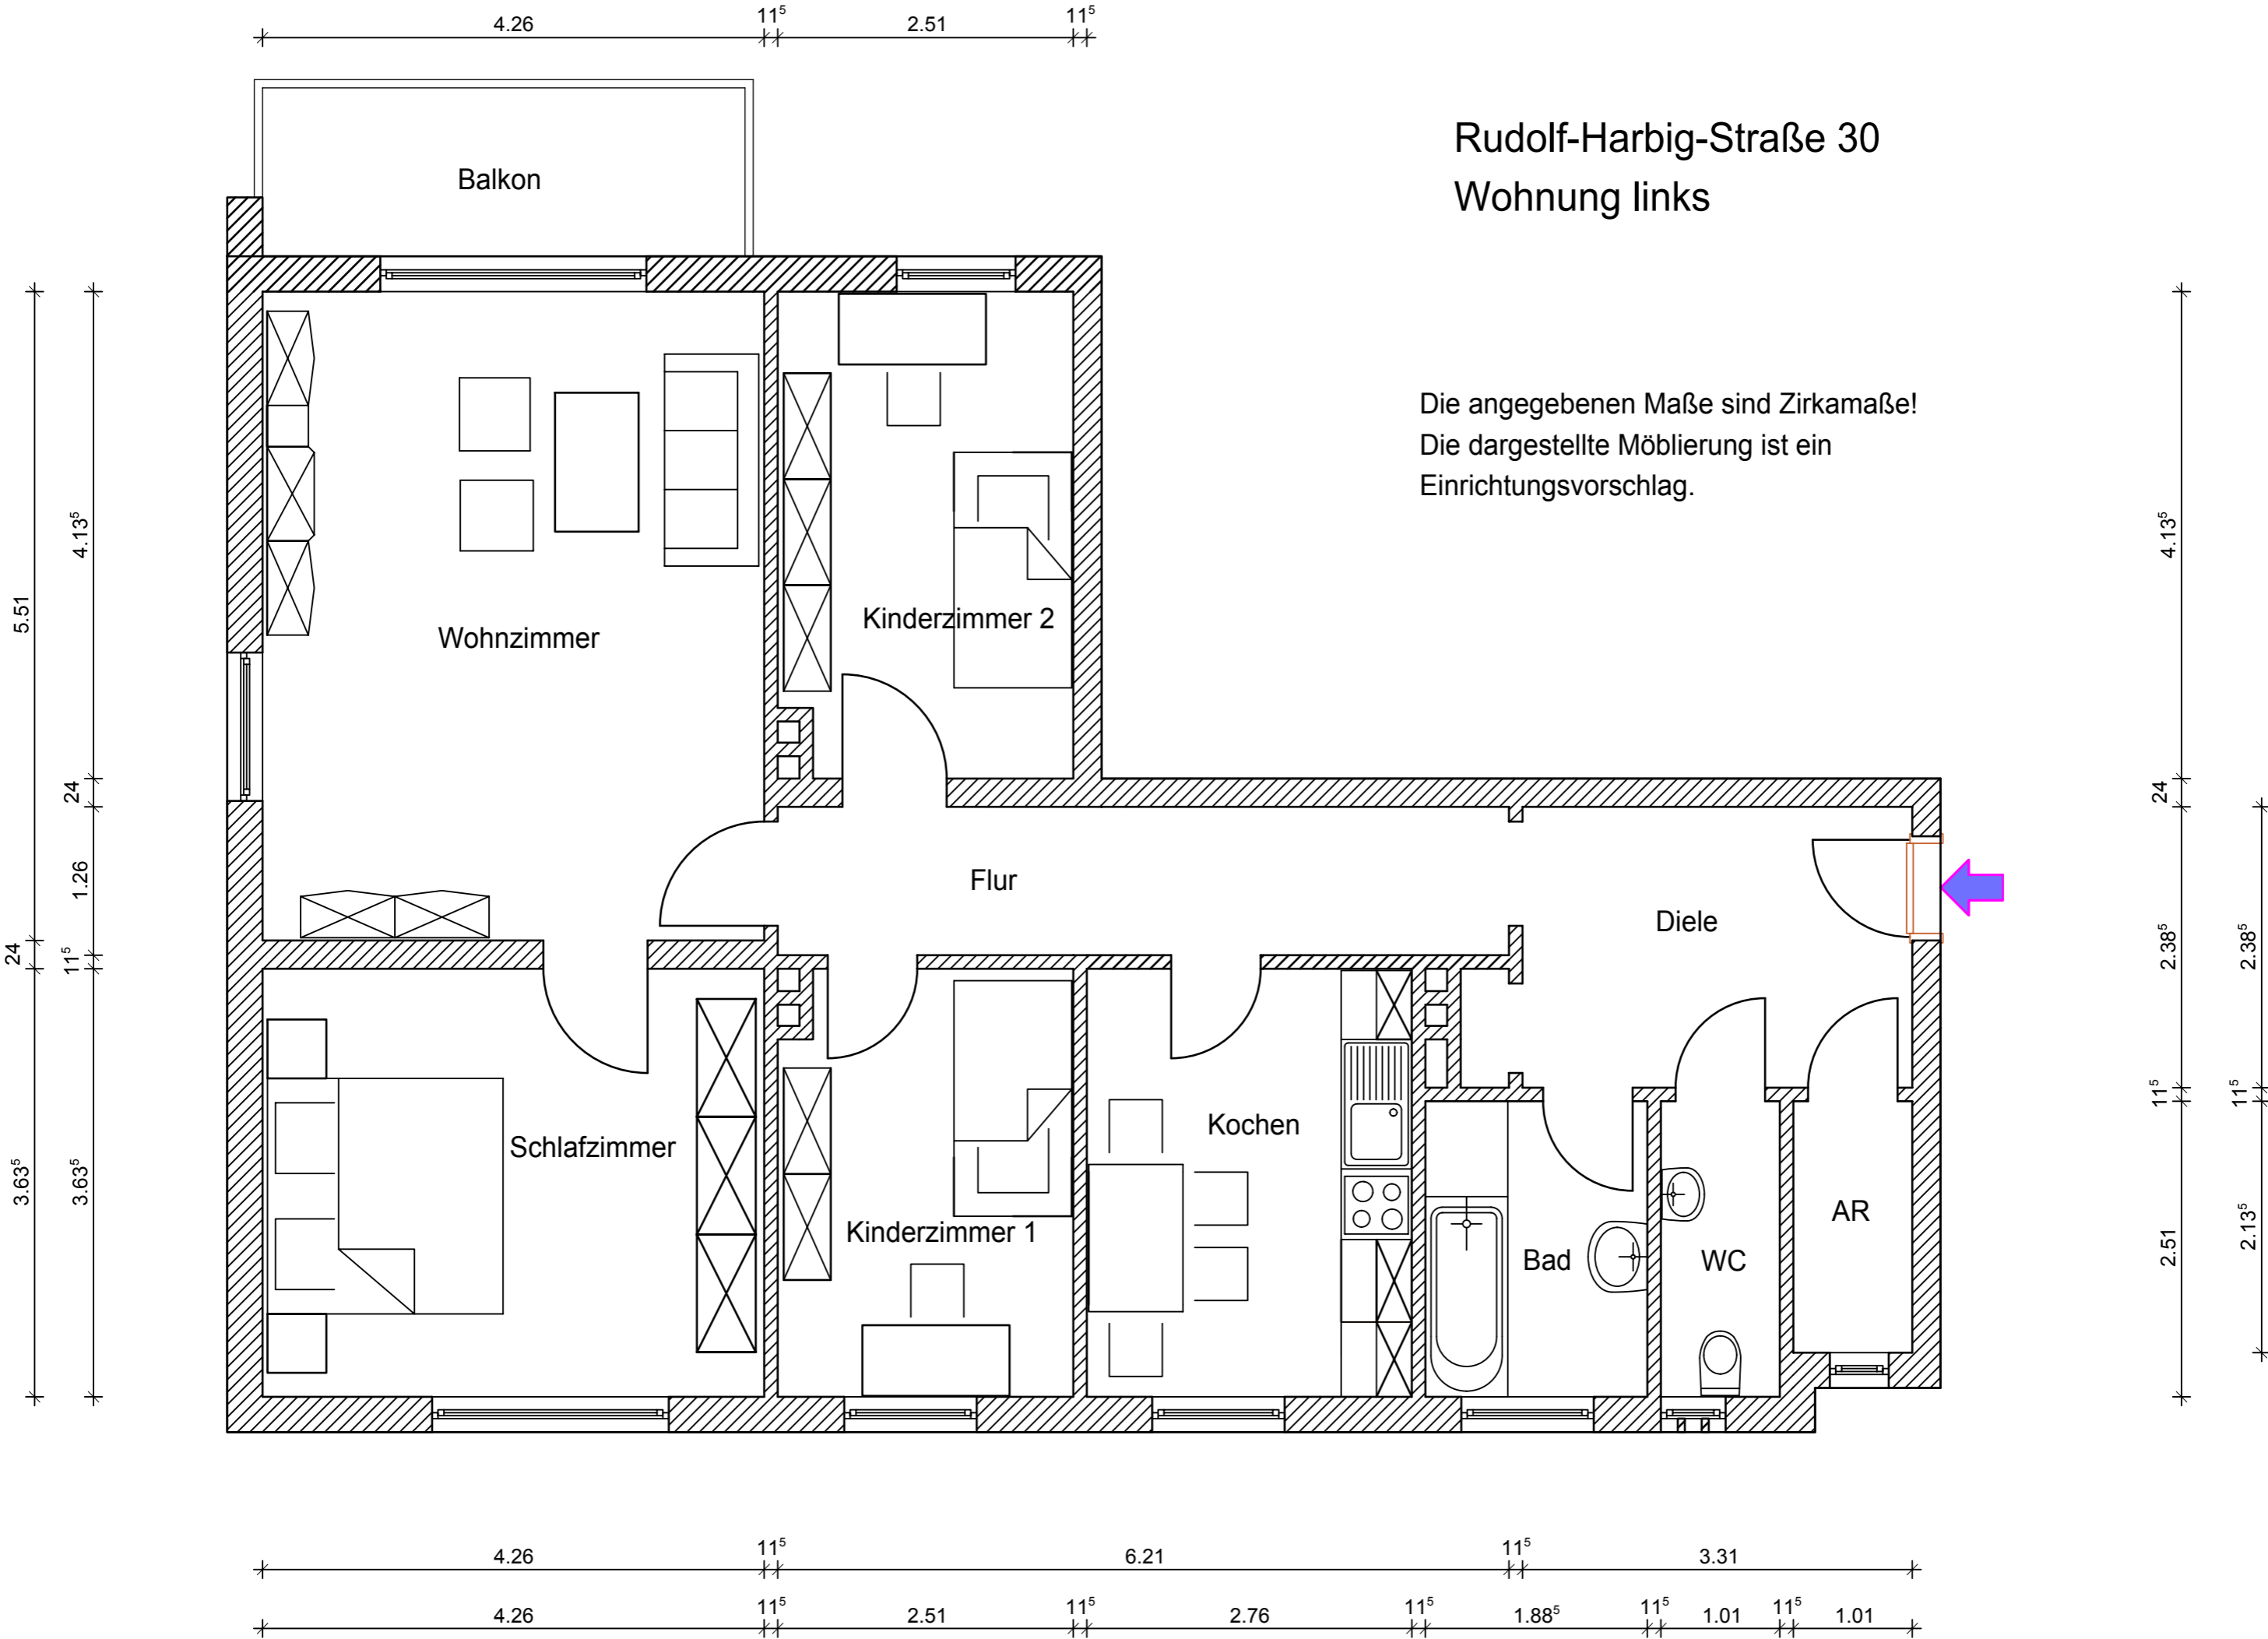 4.26 11⁵ 2.51 11⁵
Rudolf-Harbig-Straße 30
Wohnung links
Balkon
Die angegebenen Maße sind Zirkamaße!
Die dargestellte Möblierung ist ein
Einrichtungsvorschlag.
5.51
24
3.63⁵
4.13⁵
24
1.26
11⁵
3.63⁵
Wohnzimmer
Kinderzimmer 2
Flur
Diele
Schlafzimmer
Kinderzimmer 1
Kochen
Bad
WC
AR
4.13⁵
24
2.38⁵
11⁵
2.51
2.38⁵
11⁵
2.13⁵
4.26 11⁵ 6.21 11⁵ 3.31
4.26 11⁵ 2.51 11⁵ 2.76 11⁵ 1.88⁵ 11⁵ 1.01 11⁵ 1.01